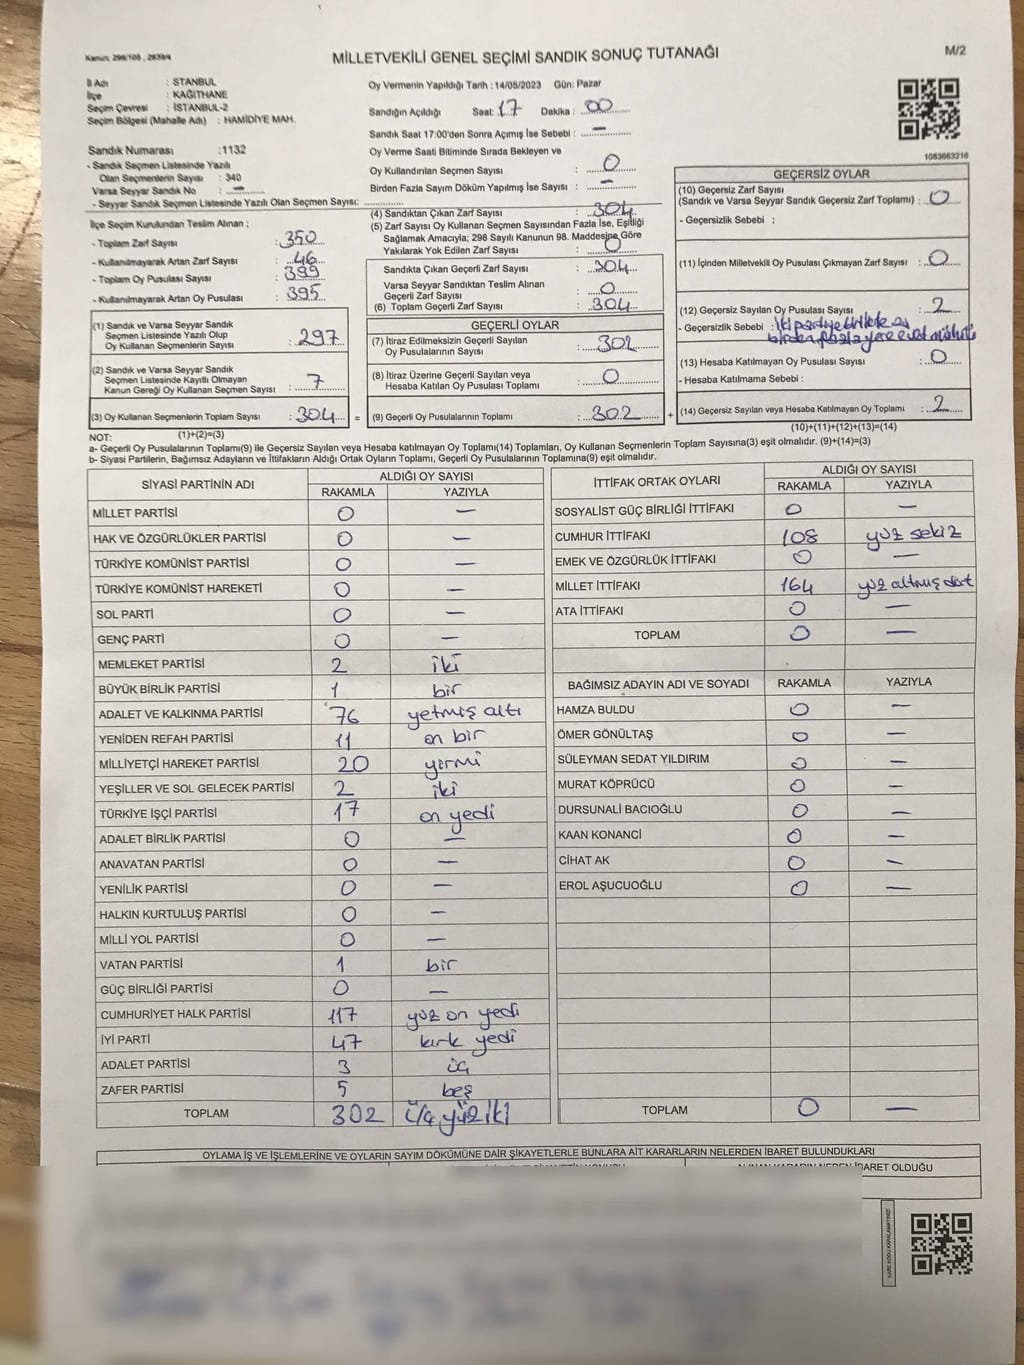 Kanun: 298/105 , 2839/4
MİLLETVEKİLİ GENEL SEÇİMİ SANDIK SONUÇ TUTANAĞI
M/2
İl Adı : İSTANBUL
İlçe : KAĞITHANE
Seçim Çevresi : İSTANBUL-2
Seçim Bölgesi (Mahalle Adı) : HAMİDİYE MAH.
Oy Vermenin Yapıldığı Tarih : 14/05/2023 Gün: Pazar
Sandığın Açıldığı Saat: 17 Dakika : 00
Sandık Saat 17:00'den Sonra Açımış İse Sebebi : —
Oy Verme Saati Bitiminde Sırada Bekleyen ve
Oy Kullandırılan Seçmen Sayısı : 0
Birden Fazla Sayım Döküm Yapılmış İse Sayısı : —
1083663216
Sandık Numarası :1132
- Sandık Seçmen Listesinde Yazılı
Olan Seçmenlerin Sayısı : 340
Varsa Seyyar Sandık No : —
- Seyyar Sandık Seçmen Listesinde Yazılı Olan Seçmen Sayısı:
İlçe Seçim Kurulundan Teslim Alınan ;
- Toplam Zarf Sayısı : 350
- Kullanılmayarak Artan Zarf Sayısı : 46
- Toplam Oy Pusulası Sayısı : 399
- Kullanılmayarak Artan Oy Pusulası : 395
(1) Sandık ve Varsa Seyyar Sandık
Seçmen Listesinde Yazılı Olup
Oy Kullanan Seçmenlerin Sayısı : 297
(2) Sandık ve Varsa Seyyar Sandık
Seçmen Listesinde Kayıtlı Olmayan
Kanun Gereği Oy Kullanan Seçmen Sayısı : 7
(3) Oy Kullanan Seçmenlerin Toplam Sayısı : 304 =
(1)+(2)=(3)
(4) Sandıktan Çıkan Zarf Sayısı : 304
(5) Zarf Sayısı Oy Kullanan Seçmen Sayısından Fazla İse, Eşitliği
Sağlamak Amacıyla; 298 Sayılı Kanunun 98. Maddesine Göre
Yakılarak Yok Edilen Zarf Sayısı : 0
Sandıkta Çıkan Geçerli Zarf Sayısı : 304
Varsa Seyyar Sandıktan Teslim Alınan
Geçerli Zarf Sayısı : 0
(6) Toplam Geçerli Zarf Sayısı : 304
GEÇERLİ OYLAR
(7) İtiraz Edilmeksizin Geçerli Sayılan
Oy Pusulalarının Sayısı : 302
(8) İtiraz Üzerine Geçerli Sayılan veya
Hesaba Katılan Oy Pusulası Toplamı : 0
(9) Geçerli Oy Pusulalarının Toplamı : 302 +
GEÇERSİZ OYLAR
(10) Geçersiz Zarf Sayısı
(Sandık ve Varsa Seyyar Sandık Geçersiz Zarf Toplamı) : 0
- Geçersizlik Sebebi :
(11) İçinden Milletvekili Oy Pusulası Çıkmayan Zarf Sayısı : 0
(12) Geçersiz Sayılan Oy Pusulası Sayısı : 2
- Geçersizlik Sebebi : İki partiye birlikte
birden fazla yere evet mührü
(13) Hesaba Katılmayan Oy Pusulası Sayısı : 0
- Hesaba Katılmama Sebebi :
(14) Geçersiz Sayılan veya Hesaba Katılmayan Oy Toplamı : 2
(10)+(11)+(12)+(13)=(14)
NOT:
a- Geçerli Oy Pusulalarının Toplamı(9) ile Geçersiz Sayılan veya Hesaba katılmayan Oy Toplamı(14) Toplamları, Oy Kullanan Seçmenlerin Toplam Sayısına(3) eşit olmalıdır. (9)+(14)=(3)
b- Siyasi Partilerin, Bağımsız Adayların ve İttifakların Aldığı Ortak Oyların Toplamı, Geçerli Oy Pusulalarının Toplamına(9) eşit olmalıdır.
SİYASİ PARTİNİN ADI
ALDIĞI OY SAYISI
RAKAMLA YAZIYLA
MİLLET PARTİSİ 0 —
HAK VE ÖZGÜRLÜKLER PARTİSİ 0 —
TÜRKİYE KOMÜNİST PARTİSİ 0 —
TÜRKİYE KOMÜNİST HAREKETİ 0 —
SOL PARTİ 0 —
GENÇ PARTİ 0 —
MEMLEKET PARTİSİ 2 iki
BÜYÜK BİRLİK PARTİSİ 1 bir
ADALET VE KALKINMA PARTİSİ 76 yetmiş altı
YENİDEN REFAH PARTİSİ 11 on bir
MİLLİYETÇİ HAREKET PARTİSİ 20 yirmi
YEŞİLLER VE SOL GELECEK PARTİSİ 2 iki
TÜRKİYE İŞÇİ PARTİSİ 17 on yedi
ADALET BİRLİK PARTİSİ 0 —
ANAVATAN PARTİSİ 0 —
YENİLİK PARTİSİ 0 —
HALKIN KURTULUŞ PARTİSİ 0 —
MİLLİ YOL PARTİSİ 0 —
VATAN PARTİSİ 1 bir
GÜÇ BİRLİĞİ PARTİSİ 0 —
CUMHURİYET HALK PARTİSİ 117 yüz on yedi
İYİ PARTİ 47 kırk yedi
ADALET PARTİSİ 3 üç
ZAFER PARTİSİ 5 beş
TOPLAM 302 üç yüz iki
İTTİFAK ORTAK OYLARI
ALDIĞI OY SAYISI
RAKAMLA YAZIYLA
SOSYALİST GÜÇ BİRLİĞİ İTTİFAKI 0 —
CUMHUR İTTİFAKI 108 yüz sekiz
EMEK VE ÖZGÜRLÜK İTTİFAKI 0 —
MİLLET İTTİFAKI 164 yüz altmış dört
ATA İTTİFAKI 0 —
TOPLAM 0 —
BAĞIMSIZ ADAYIN ADI VE SOYADI RAKAMLA YAZIYLA
HAMZA BULDU 0 —
ÖMER GÖNÜLTAŞ 0 —
SÜLEYMAN SEDAT YILDIRIM 0 —
MURAT KÖPRÜCÜ 0 —
DURSUNALİ BACIOĞLU 0 —
KAAN KONANCI 0 —
CİHAT AK 0 —
EROL AŞUCUOĞLU 0 —
TOPLAM 0 —
OYLAMA İŞ VE İŞLEMLERİNE VE OYLARIN SAYIM DÖKÜMÜNE DAİR ŞİKAYETLERLE BUNLARA AİT KARARLARIN NELERDEN İBARET BULUNDUKLARI
İBARET OLDUĞU